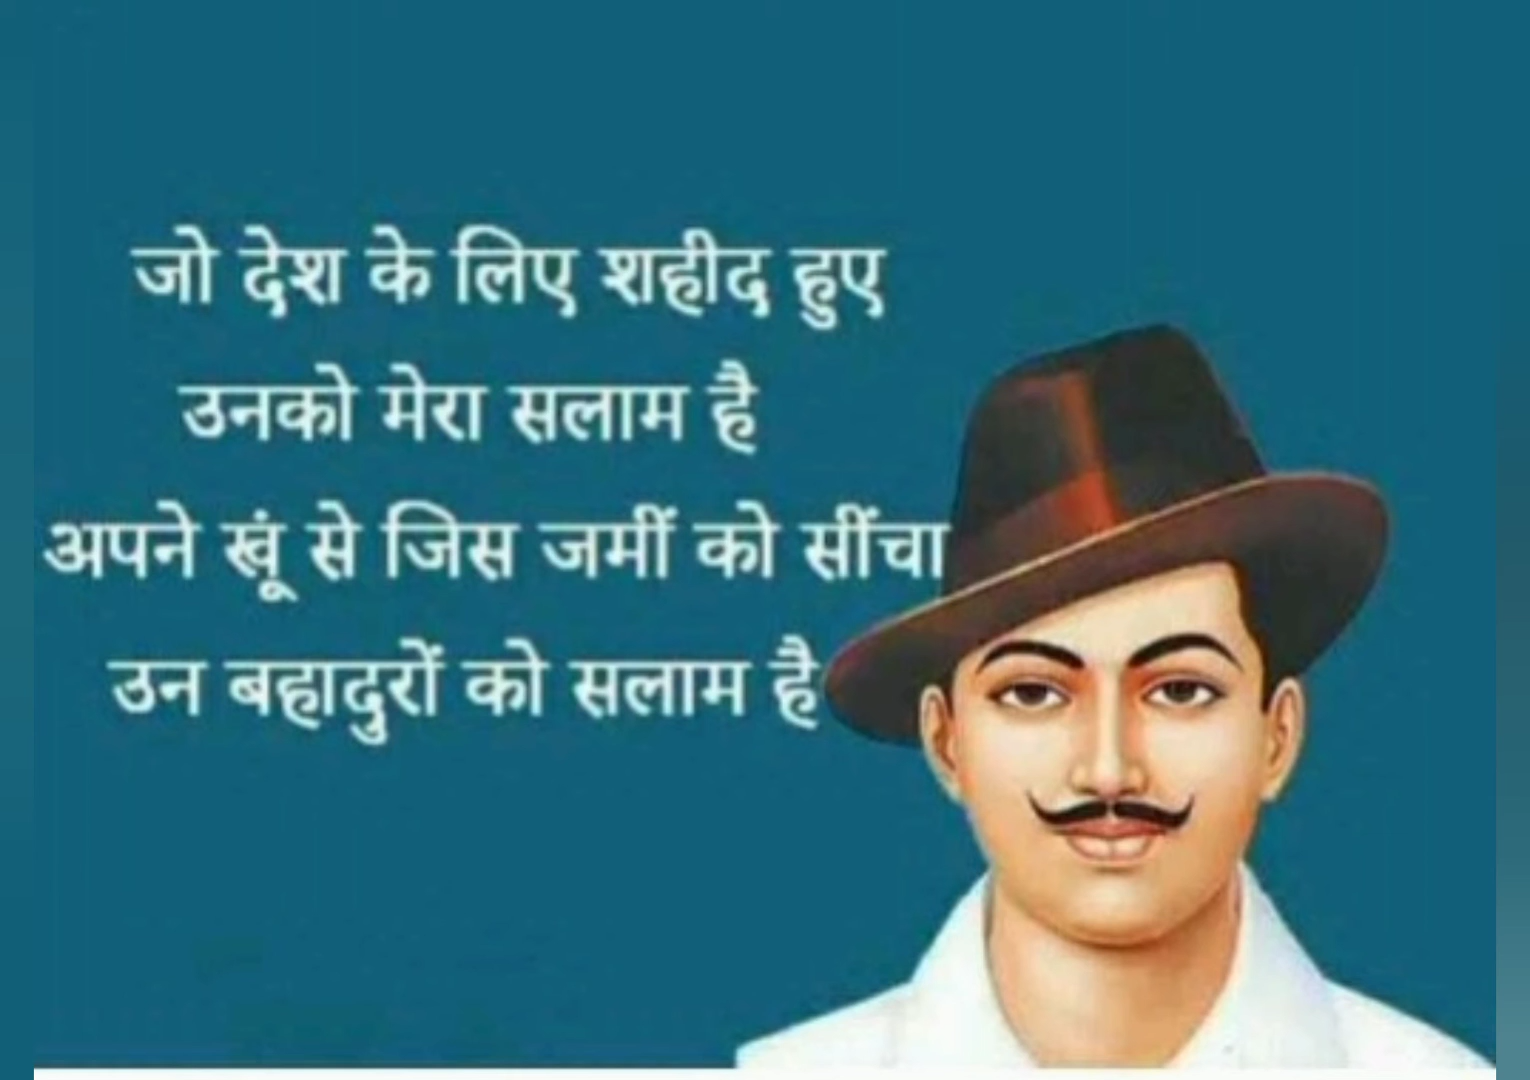 जो देश के लिए शहीद हुए
उनको मेरा सलाम है
अपने खूं से जिस जमीं को सींचा
उन बहादुरों को सलाम है